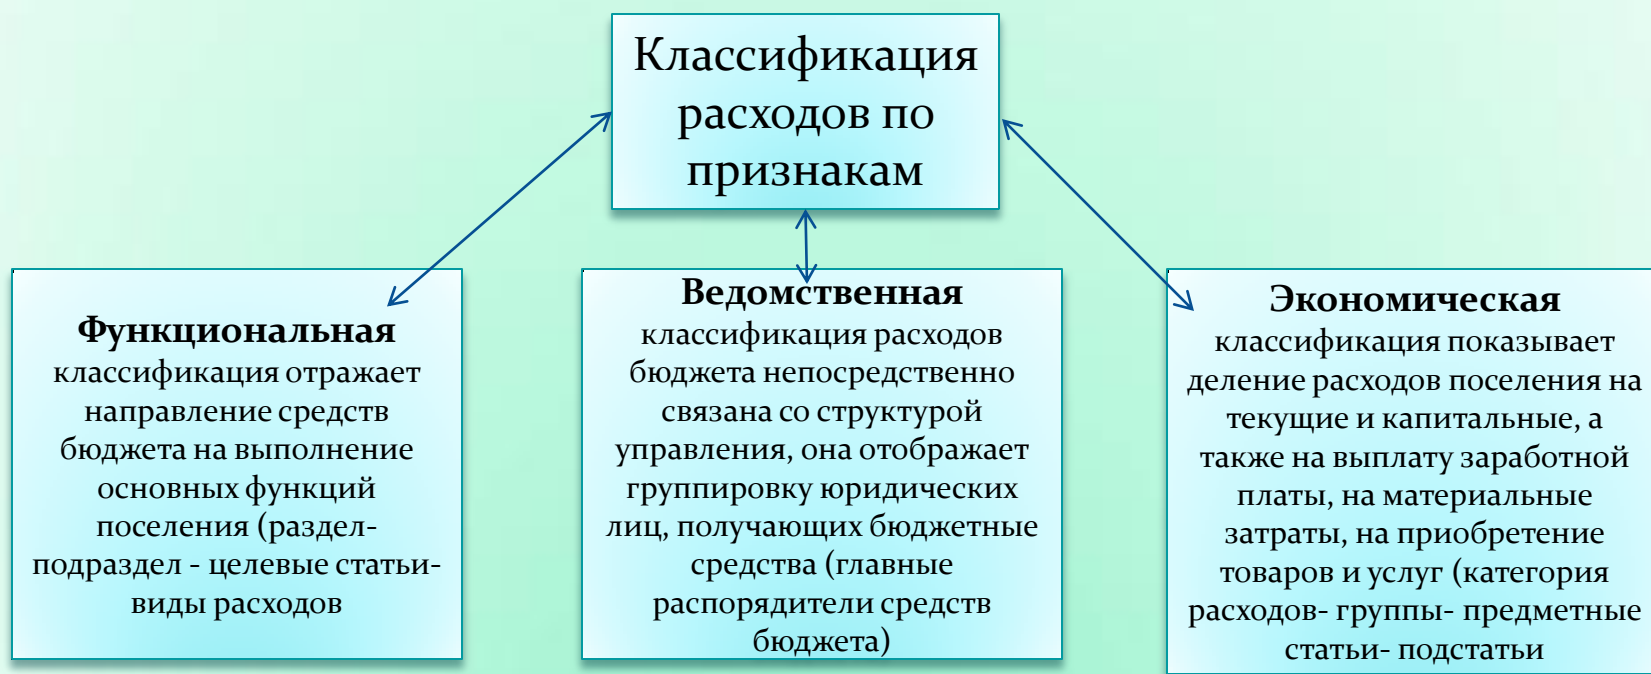 Классификация
расходов по
признакам
Функциональная
классификация отражает
направление средств
бюджета на выполнение
основных функций
поселения (раздел-
подраздел - целевые статьи-
виды расходов
Ведомственная
классификация расходов
бюджета непосредственно
связана со структурой
управления, она отображает
группировку юридических
лиц, получающих бюджетные
средства (главные
распорядители средств
бюджета)
Экономическая
классификация показывает
деление расходов поселения на
текущие и капитальные, а
также на выплату заработной
платы, на материальные
затраты, на приобретение
товаров и услуг (категория
расходов- группы- предметные
статьи- подстатьи